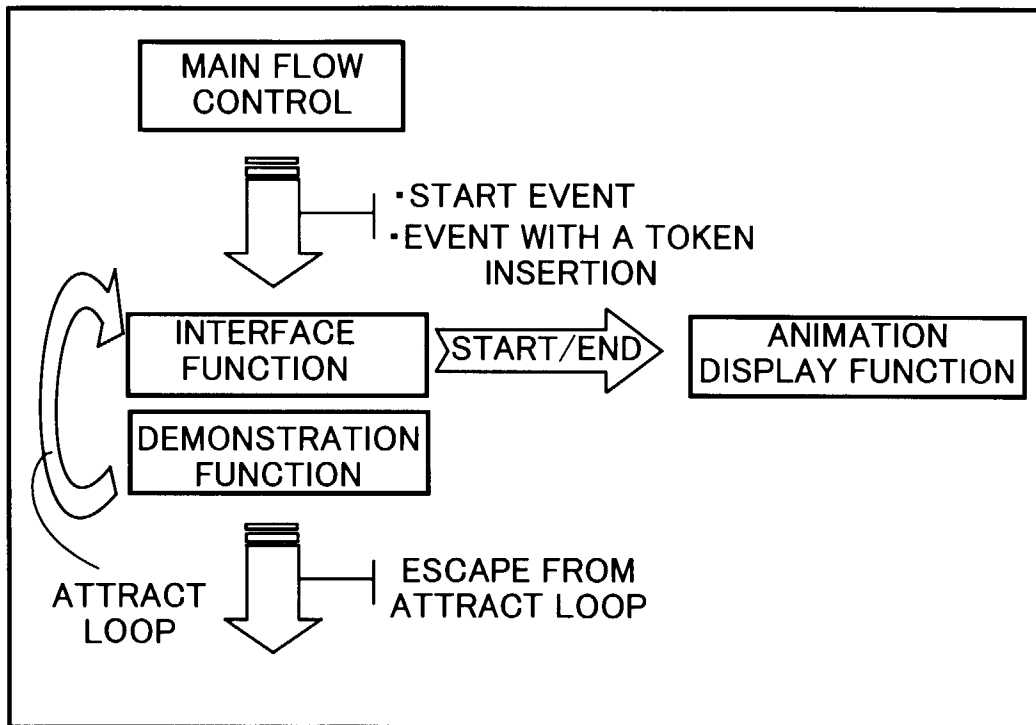 MAIN FLOW
CONTROL
・START EVENT
・EVENT WITH A TOKEN
INSERTION
INTERFACE
FUNCTION
START/END
ANIMATION
DISPLAY FUNCTION
DEMONSTRATION
FUNCTION
ATTRACT
LOOP
ESCAPE FROM
ATTRACT LOOP